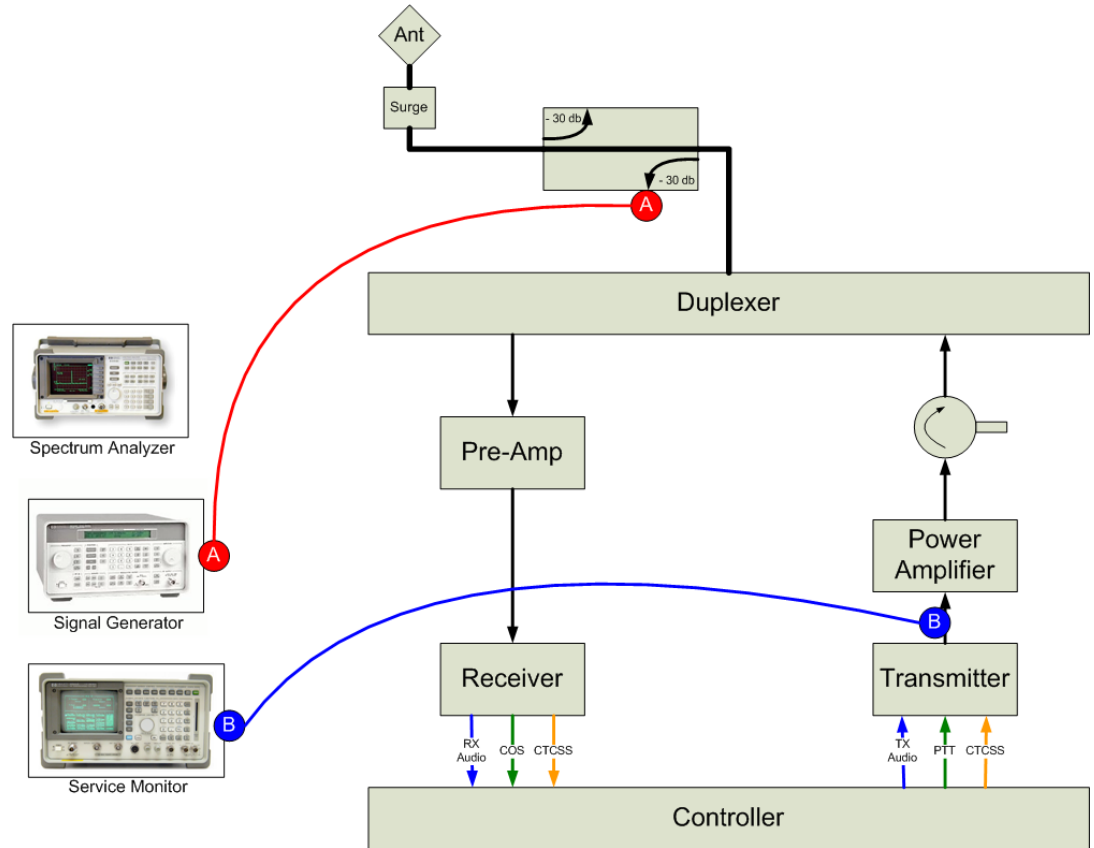 Ant
Surge
- 30 db
- 30 db
A
Duplexer
Spectrum Analyzer
Pre-Amp
Power
Amplifier
A
Signal Generator
B
Receiver
Transmitter
B
Service Monitor
RX
Audio
COS
CTCSS
TX
Audio
PTT
CTCSS
Controller